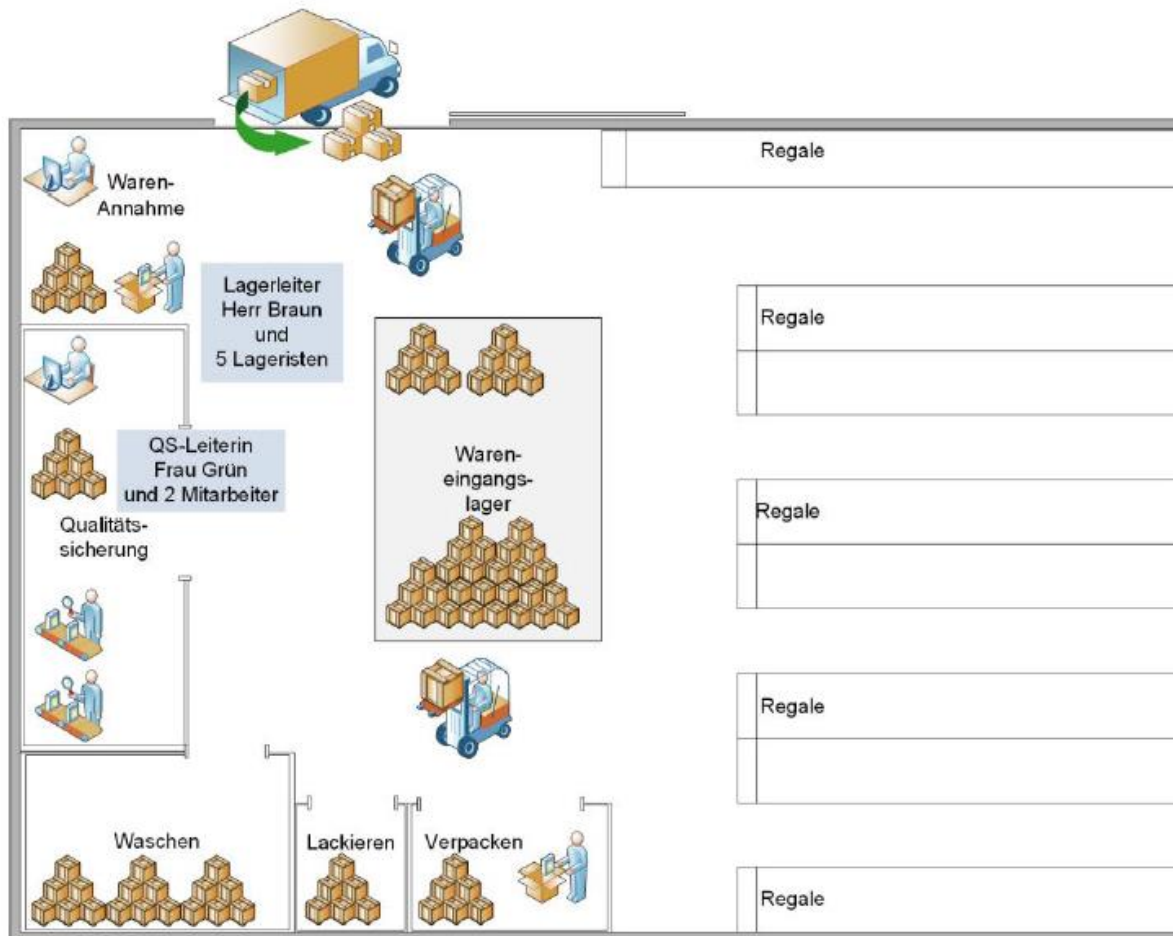 Waren-
Annahme
Regale
Lagerleiter
Herr Braun
und
5 Lageristen
Regale
QS-Leiterin
Frau Grün
und 2 Mitarbeiter
Waren-
eingangs-
lager
Qualitäts-
sicherung
Regale
Regale
Waschen
Lackieren
Verpacken
Regale